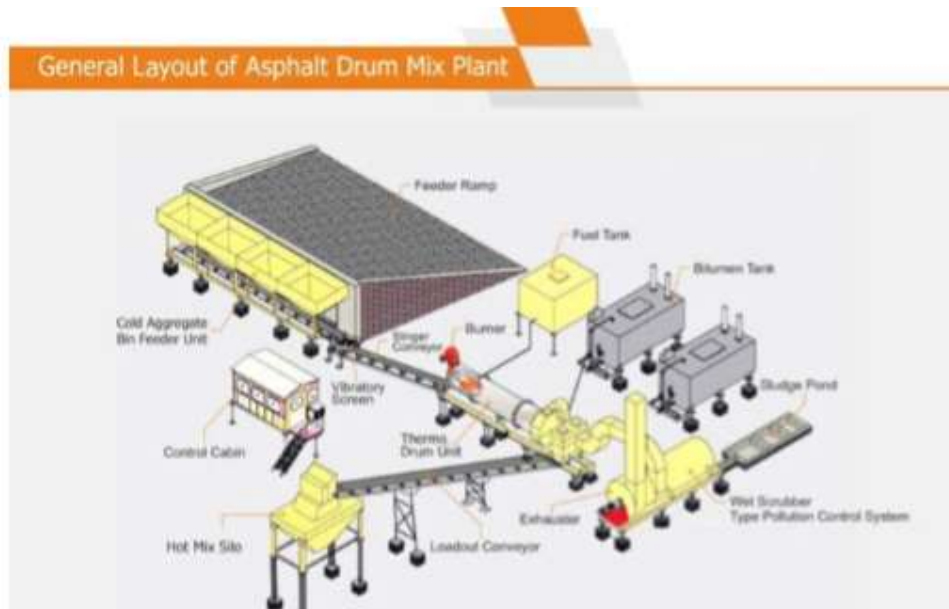 General Layout of Asphalt Drum Mix Plant
Feeder Ramp
Fuel Tank
Bitumen Tank
Cold Aggregate
Bin Feeder Unit
Slinger
Conveyor
Burner
Vibratory
Screen
Sludge Pond
Control Cabin
Thermo
Drum Unit
Wet Scrubber
Type Pollution Control System
Exhauster
Hot Mix Silo
Loadout Conveyor